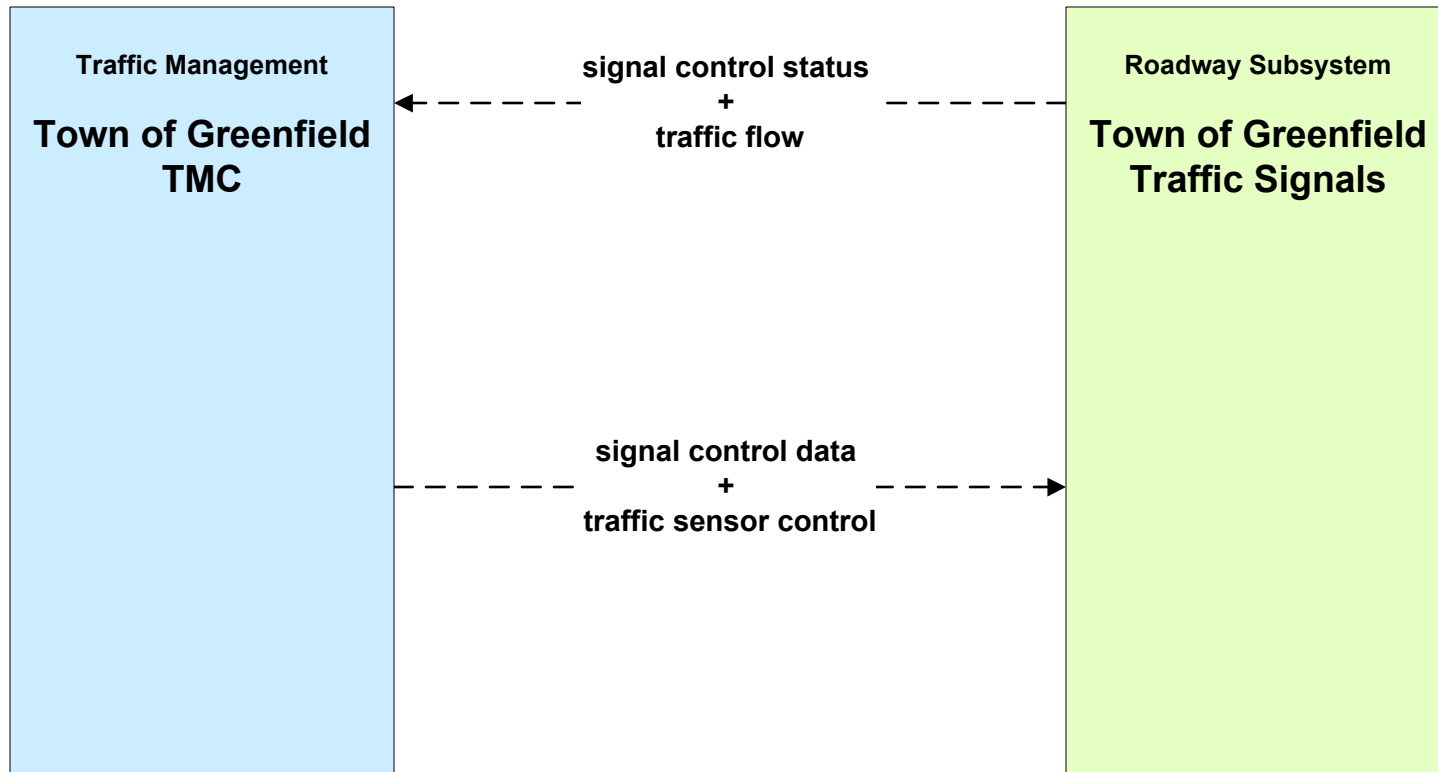 Traffic Management
Town of Greenfield
TMC
signal control status
+
traffic flow
Roadway Subsystem
Town of Greenfield
Traffic Signals
signal control data
+
traffic sensor control